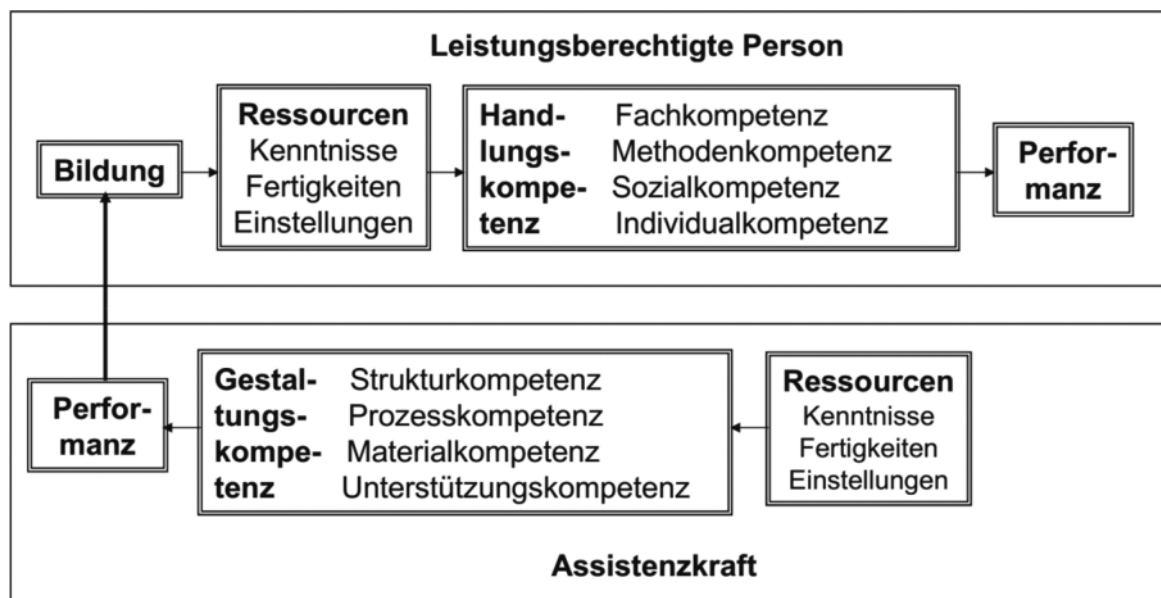 Leistungsberechtigte Person
Bildung
Ressourcen
Kenntnisse
Fertigkeiten
Einstellungen
Hand- Fachkompetenz
lungs- Methodenkompetenz
kompe- Sozialkompetenz
tenz Individualkompetenz
Perfor-
manz
Perfor-
manz
Gestal- Strukturkompetenz
tungs- Prozesskompetenz
kompe- Materialkompetenz
tenz Unterstützungskompetenz
Ressourcen
Kenntnisse
Fertigkeiten
Einstellungen
Assistenzkraft